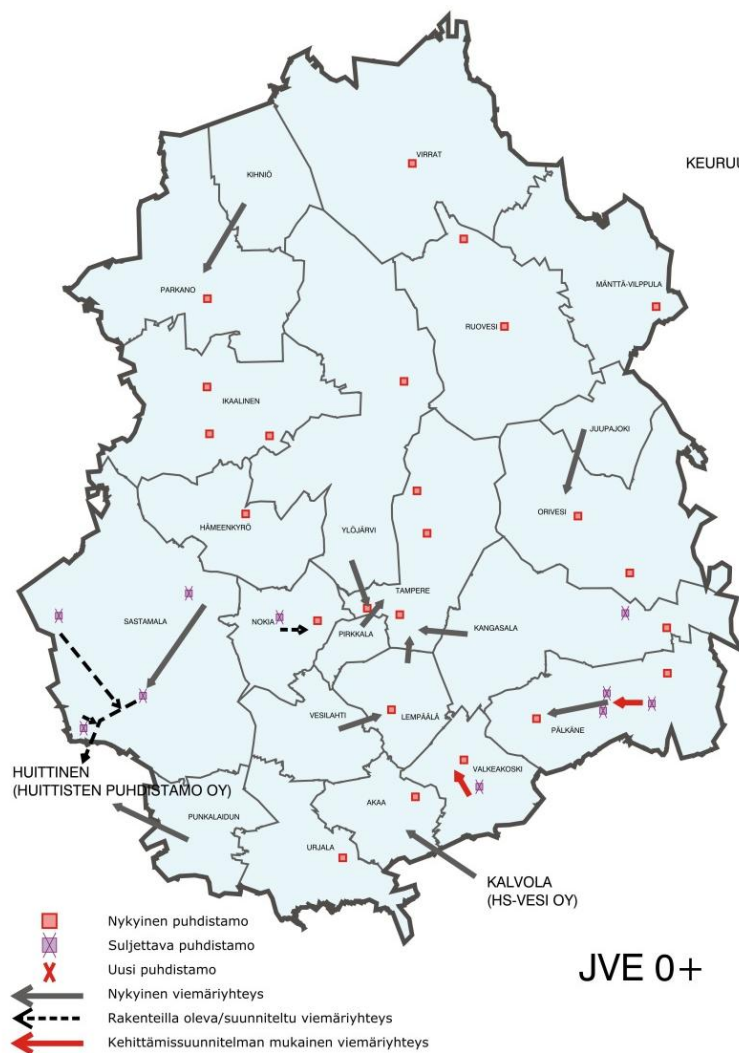 VIRRAT
KEURUU
KIHNIÖ
PARKANO
MÄNTTÄ-VILPPULA
RUOVESI
IKAALINEN
JUUPAJOKI
ORIVESI
HÄMEENKYRÖ
YLÖJÄRVI
TAMPERE
SASTAMALA
NOKIA
PIRKKALA
KANGASALA
VESILAHTI
LEMPÄÄLÄ
PÄLKÄNE
VALKEAKOSKI
HUITTINEN
(HUITTISTEN PUHDISTAMO OY)
PUNKALAIDUN
AKAA
URJALA
KALVOLA
(HS-VESI OY)
Nykyinen puhdistamo
Suljettava puhdistamo
Uusi puhdistamo
Nykyinen viemäriyhteys
Rakenteilla oleva/suunniteltu viemäriyhteys
Kehittämissuunnitelman mukainen viemäriyhteys
JVE 0+